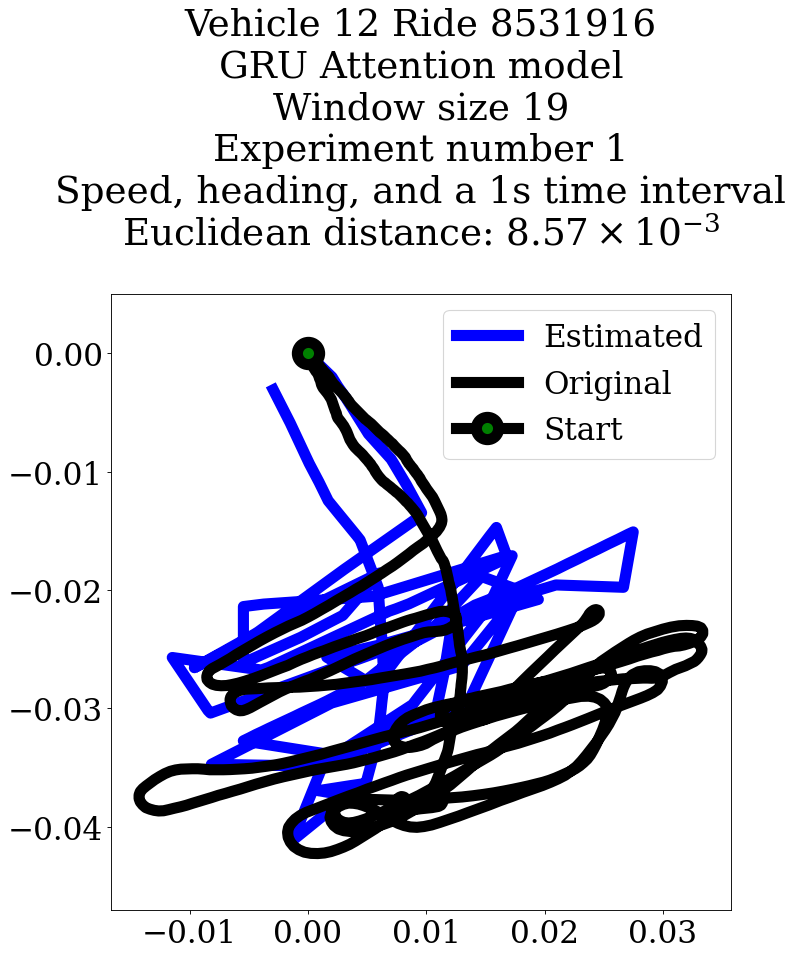 Vehicle 12 Ride 8531916
GRU Attention model
Window size 19
Experiment number 1
Speed, heading, and a 1s time interval
Euclidean distance: 8.57 × 10⁻³
Estimated
Original
Start
0.00
−0.01
−0.02
−0.03
−0.04
−0.01 0.00 0.01 0.02 0.03